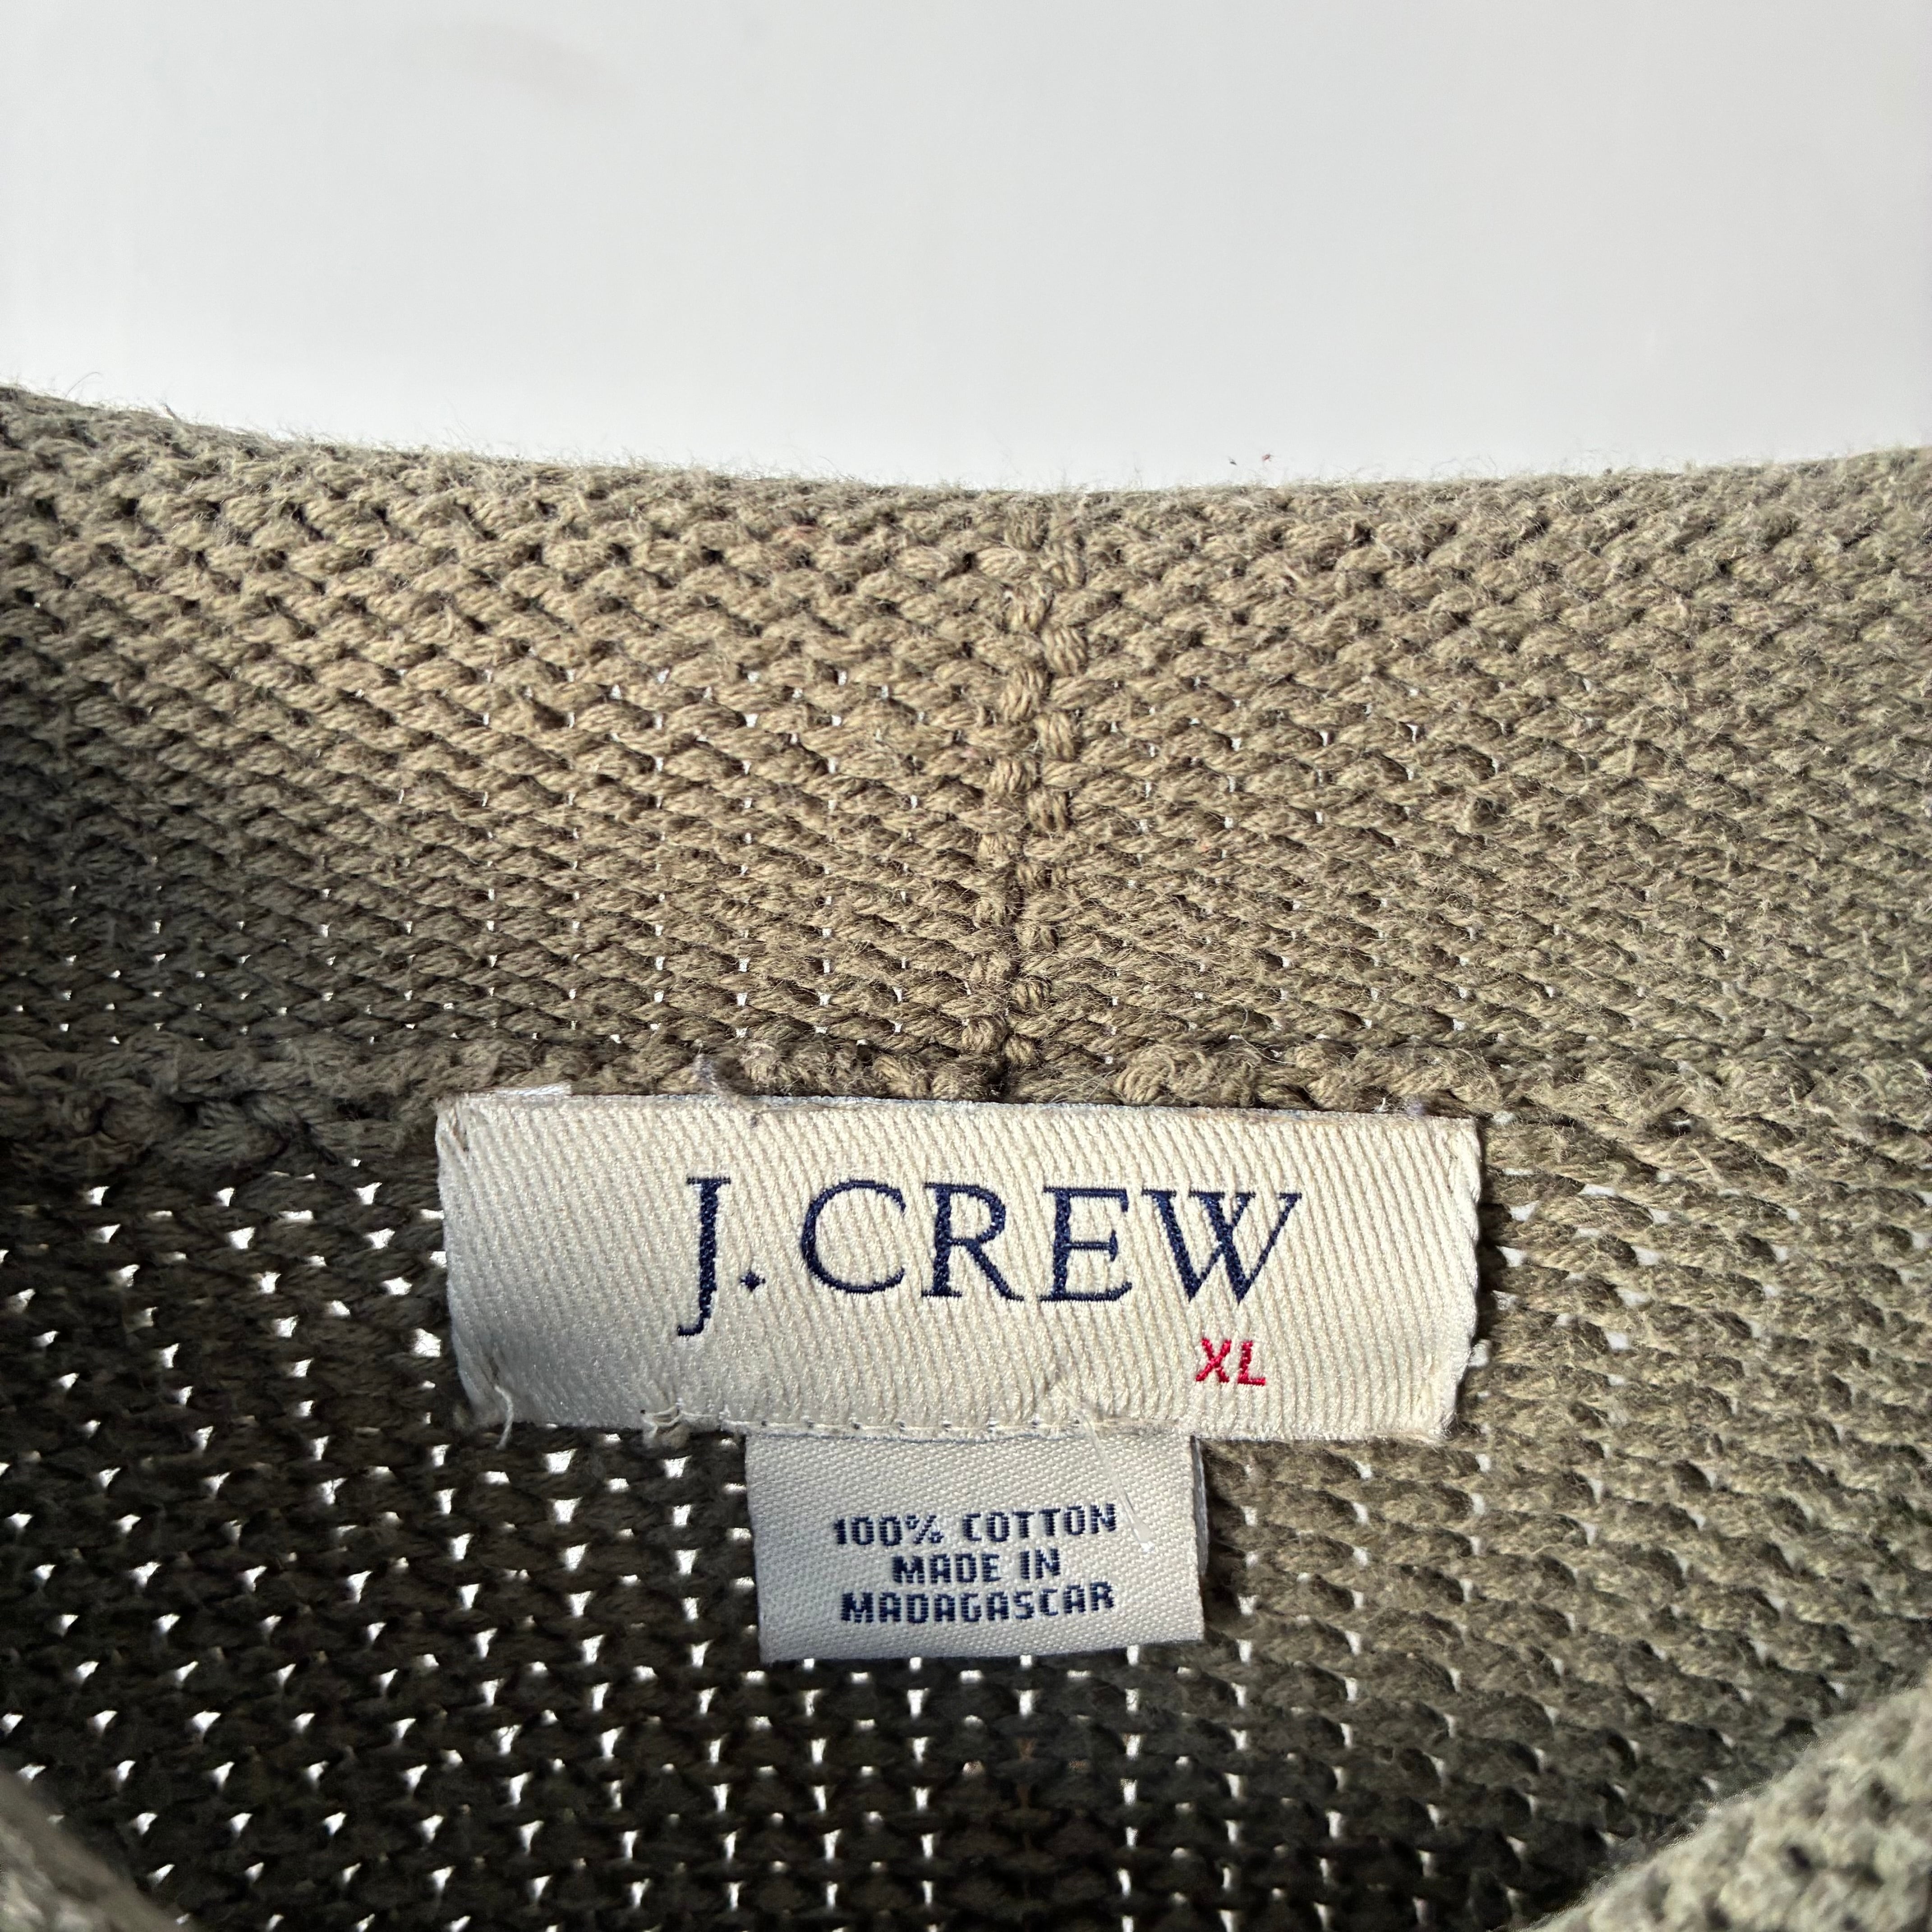 J.CREW
XL
100% COTTON
MADE IN
MADAGASCAR